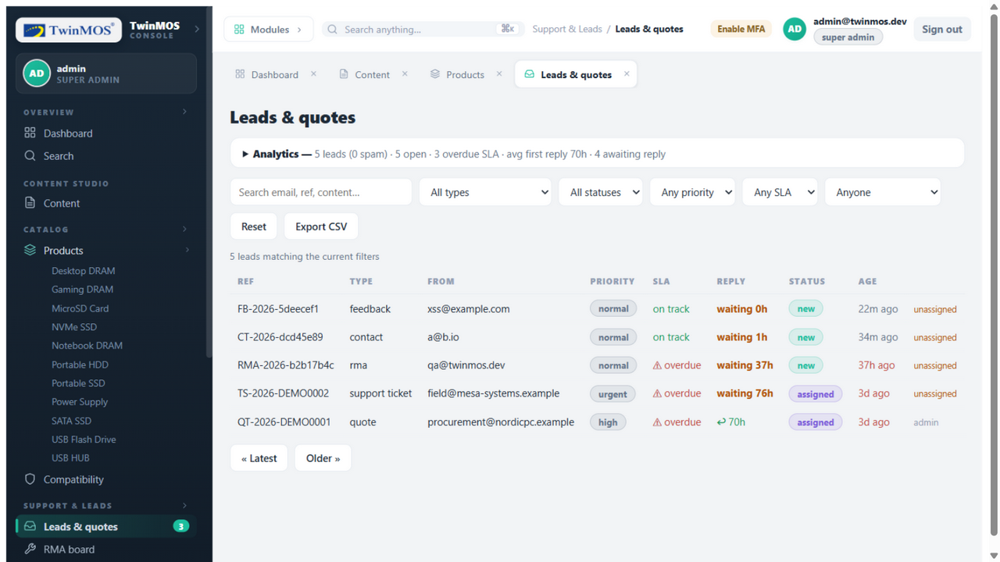 TwinMOS®
TwinMOS
CONSOLE
AD
admin
SUPER ADMIN
OVERVIEW
Dashboard
Search
CONTENT STUDIO
Content
CATALOG
Products
Desktop DRAM
Gaming DRAM
MicroSD Card
NVMe SSD
Notebook DRAM
Portable HDD
Portable SSD
Power Supply
SATA SSD
USB Flash Drive
USB HUB
Compatibility
SUPPORT & LEADS
Leads & quotes 3
RMA board
Modules
Search anything... ⌘K
Support & Leads / Leads & quotes
Enable MFA
AD
admin@twinmos.dev
super admin
Sign out
Dashboard × Content × Products × Leads & quotes ×
Leads & quotes
▶ Analytics — 5 leads (0 spam) · 5 open · 3 overdue SLA · avg first reply 70h · 4 awaiting reply
Search email, ref, content... All types All statuses Any priority Any SLA Anyone
Reset Export CSV
5 leads matching the current filters
REF TYPE FROM PRIORITY SLA REPLY STATUS AGE
FB-2026-5deecef1 feedback xss@example.com normal on track waiting 0h new 22m ago unassigned
CT-2026-dcd45e89 contact a@b.io normal on track waiting 1h new 34m ago unassigned
RMA-2026-b2b17b4c rma qa@twinmos.dev normal ⚠ overdue waiting 37h new 37h ago unassigned
TS-2026-DEMO0002 support ticket field@mesa-systems.example urgent ⚠ overdue waiting 76h assigned 3d ago unassigned
QT-2026-DEMO0001 quote procurement@nordicpc.example high ⚠ overdue ↩ 70h assigned 3d ago admin
« Latest Older »